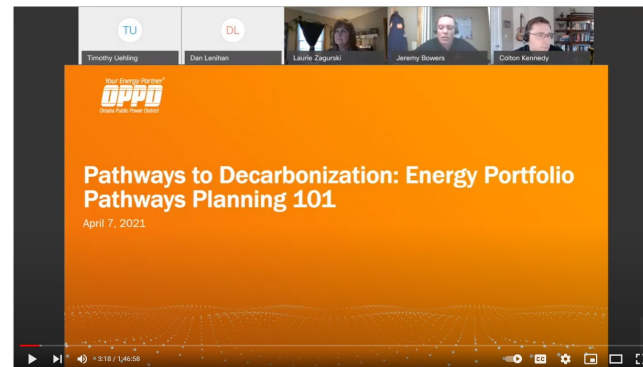 TU
DL
Timothy Uehling
Dan Lenihan
Laurie Zagurski
Jeremy Bowers
Colton Kennedy
Your Energy Partner®
OPPD
Omaha Public Power District
Pathways to Decarbonization: Energy Portfolio
Pathways Planning 101
April 7, 2021
3:18 / 1:46:58
CC